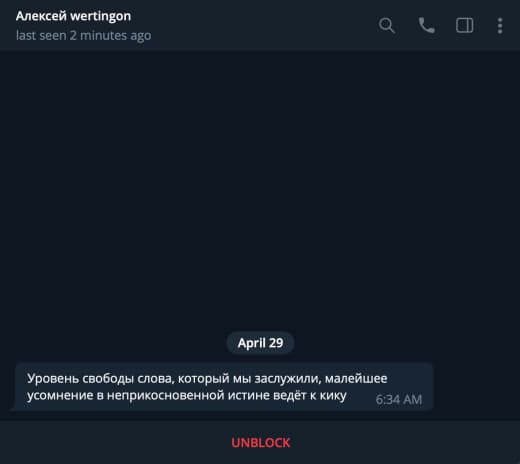 Алексей wertingon
last seen 2 minutes ago
April 29
Уровень свободы слова, который мы заслужили, малейшее
усомнение в неприкосновенной истине ведёт к кику
6:34 AM
UNBLOCK